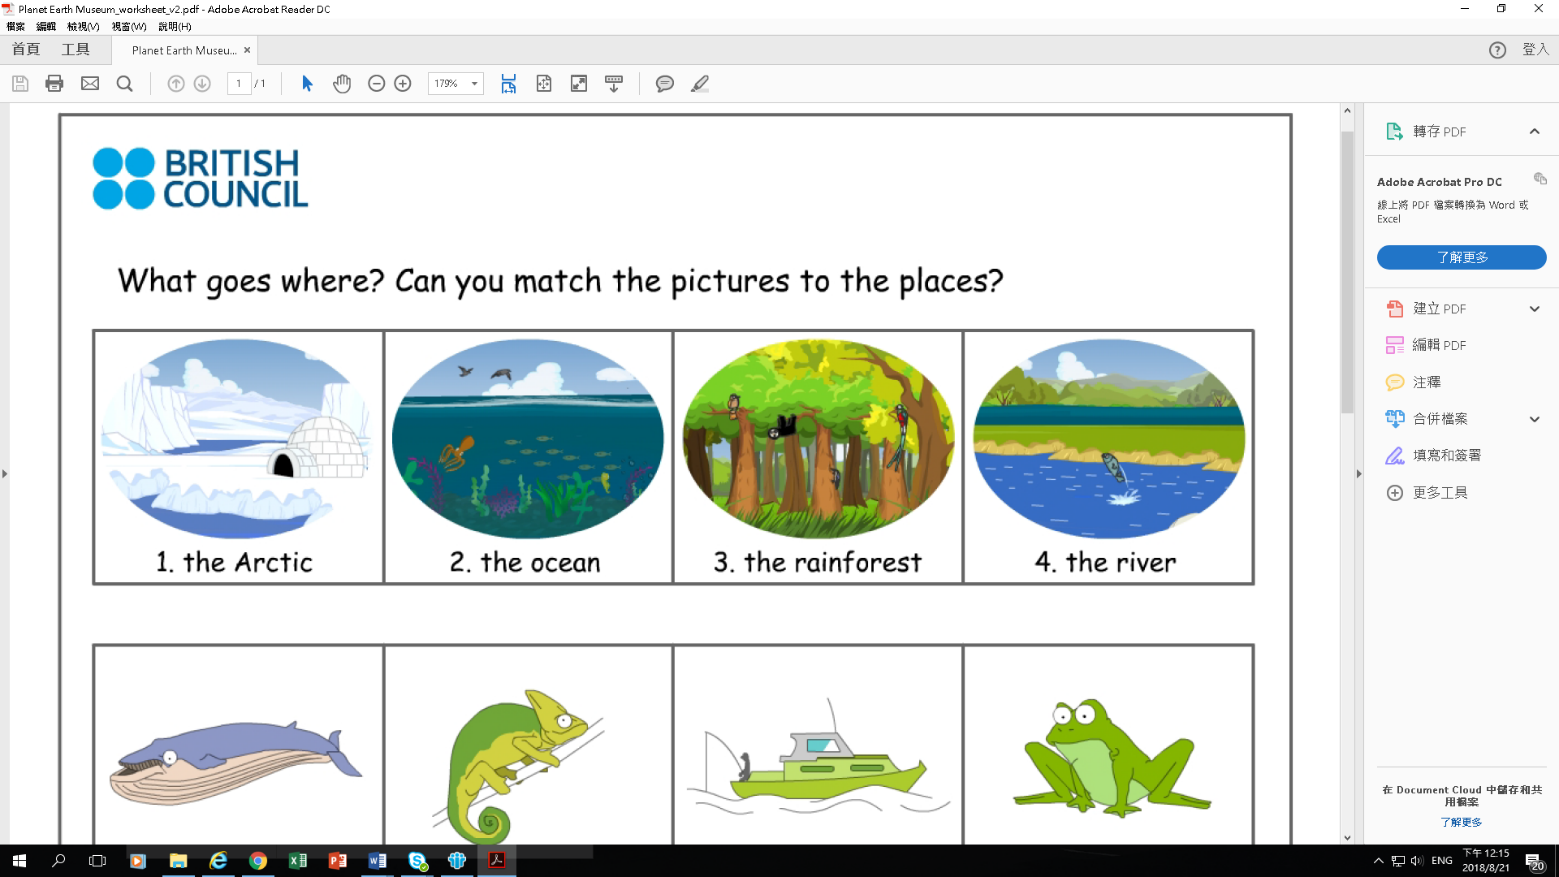 Planet Earth Museum_worksheet_v2.pdf - Adobe Acrobat Reader DC
檔案 編輯 檢視(V) 視窗(W) 說明(H)
首頁 工具 Planet Earth Museu... × 登入
1 / 1 179%
BRITISH
COUNCIL
What goes where? Can you match the pictures to the places?
1. the Arctic 2. the ocean 3. the rainforest 4. the river
轉存 PDF
Adobe Acrobat Pro DC
線上將 PDF 檔案轉換為 Word 或
Excel
了解更多
建立 PDF
編輯 PDF
注釋
合併檔案
填寫和簽署
更多工具
在 Document Cloud 中儲存和共
用檔案
了解更多
ENG
下午 12:15
2018/8/21
20